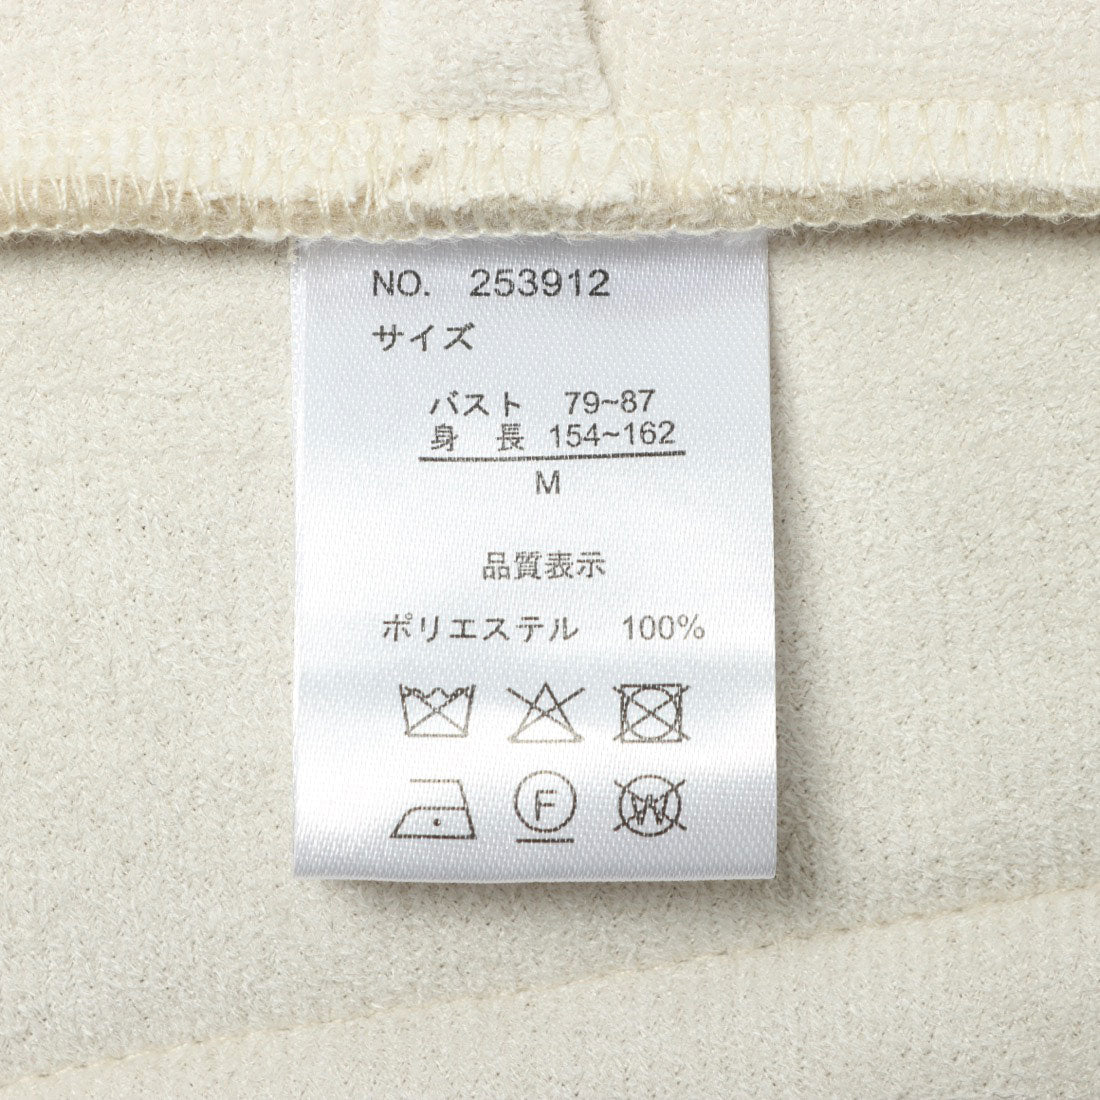 NO. 253912
サイズ
バスト 79~87
身 長 154~162
M
品質表示
ポリエステル 100%
F
W